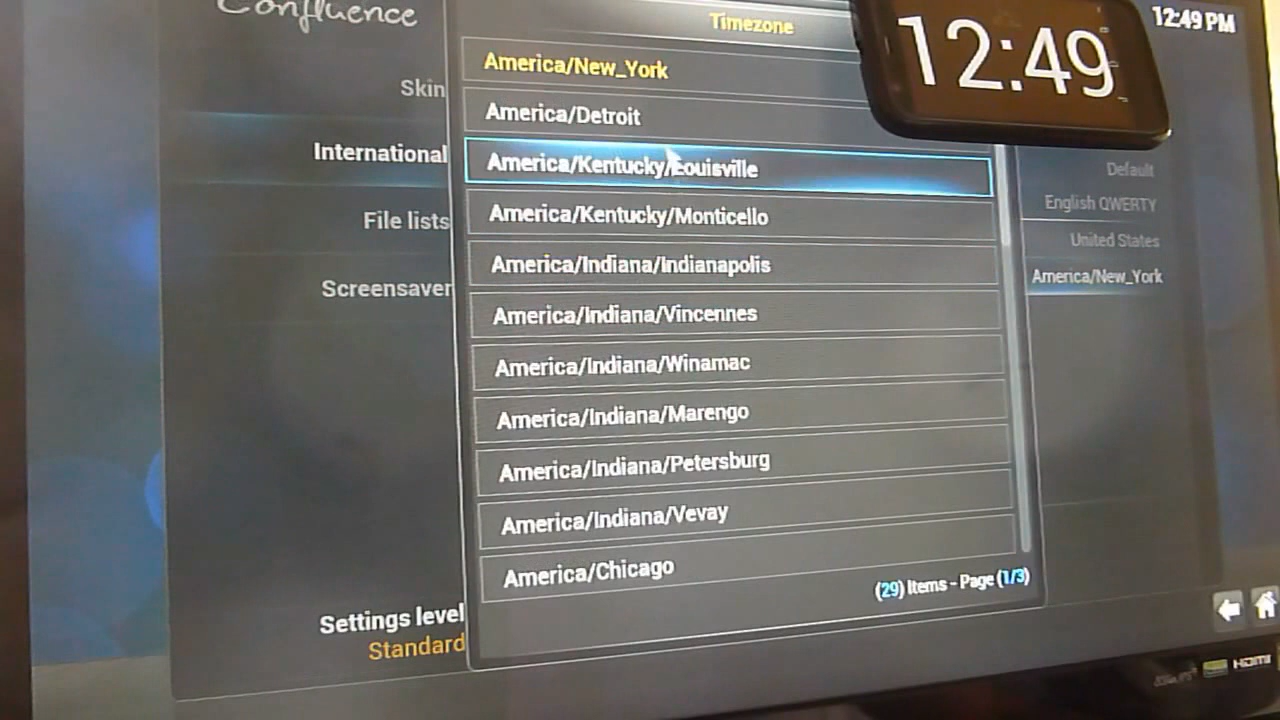 Confluence
Timezone
12:49
12:49 PM
Skin
International
File lists
Screensaver
Settings level
Standard
America/New_York
America/Detroit
America/Kentucky/Louisville
America/Kentucky/Monticello
America/Indiana/Indianapolis
America/Indiana/Vincennes
America/Indiana/Winamac
America/Indiana/Marengo
America/Indiana/Petersburg
America/Indiana/Vevay
America/Chicago
(29) Items - Page (1/3)
Default
English QWERTY
United States
America/New_York
HDMI